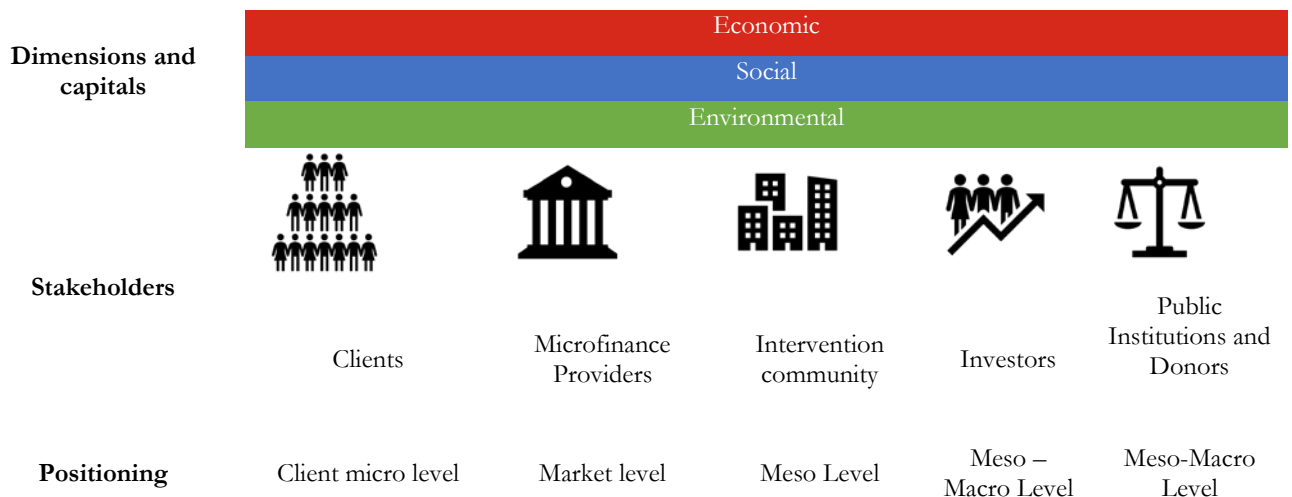 Dimensions and
capitals
Economic
Social
Environmental
Stakeholders
Clients
Microfinance
Providers
Intervention
community
Investors
Public
Institutions and
Donors
Positioning
Client micro level
Market level
Meso Level
Meso –
Macro Level
Meso-Macro
Level